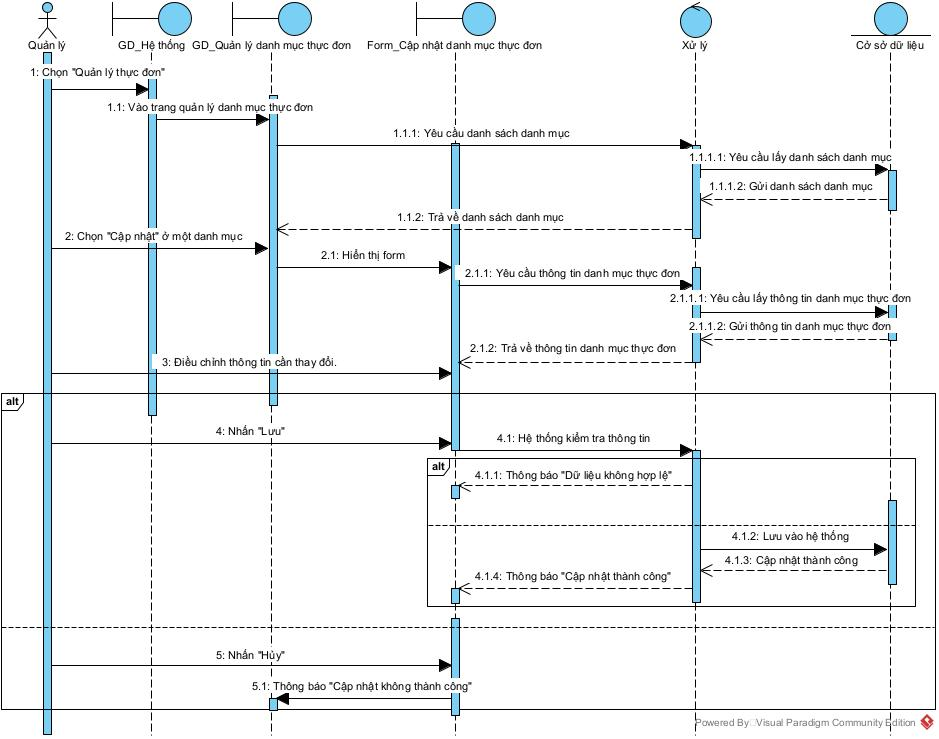 Quản lý
GD_Hệ thống
GD_Quản lý danh mục thực đơn
Form_Cập nhật danh mục thực đơn
Xử lý
Cơ sở dữ liệu
1: Chọn "Quản lý thực đơn"
1.1: Vào trang quản lý danh mục thực đơn
1.1.1: Yêu cầu danh sách danh mục
1.1.1.1: Yêu cầu lấy danh sách danh mục
1.1.1.2: Gửi danh sách danh mục
1.1.2: Trả về danh sách danh mục
2: Chọn "Cập nhật" ở một danh mục
2.1: Hiển thị form
2.1.1: Yêu cầu thông tin danh mục thực đơn
2.1.1.1: Yêu cầu lấy thông tin danh mục thực đơn
2.1.1.2: Gửi thông tin danh mục thực đơn
2.1.2: Trả về thông tin danh mục thực đơn
3: Điều chỉnh thông tin cần thay đổi.
alt
4: Nhấn "Lưu"
4.1: Hệ thống kiểm tra thông tin
alt
4.1.1: Thông báo "Dữ liệu không hợp lệ"
4.1.2: Lưu vào hệ thống
4.1.3: Cập nhật thành công
4.1.4: Thông báo "Cập nhật thành công"
5: Nhấn "Hủy"
5.1: Thông báo "Cập nhật không thành công"
Powered By Visual Paradigm Community Edition